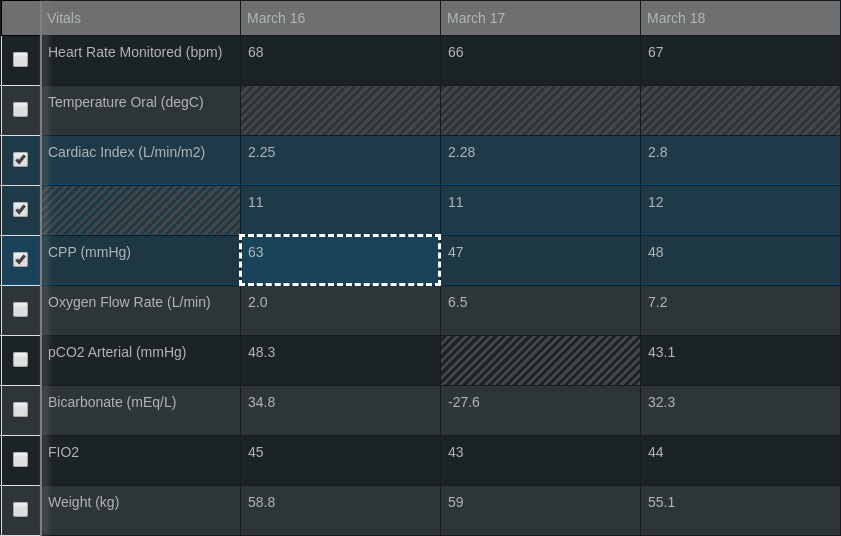 Vitals March 16 March 17 March 18
Heart Rate Monitored (bpm) 68 66 67
Temperature Oral (degC)
Cardiac Index (L/min/m2) 2.25 2.28 2.8
11 11 12
CPP (mmHg) 63 47 48
Oxygen Flow Rate (L/min) 2.0 6.5 7.2
pCO2 Arterial (mmHg) 48.3 43.1
Bicarbonate (mEq/L) 34.8 -27.6 32.3
FIO2 45 43 44
Weight (kg) 58.8 59 55.1